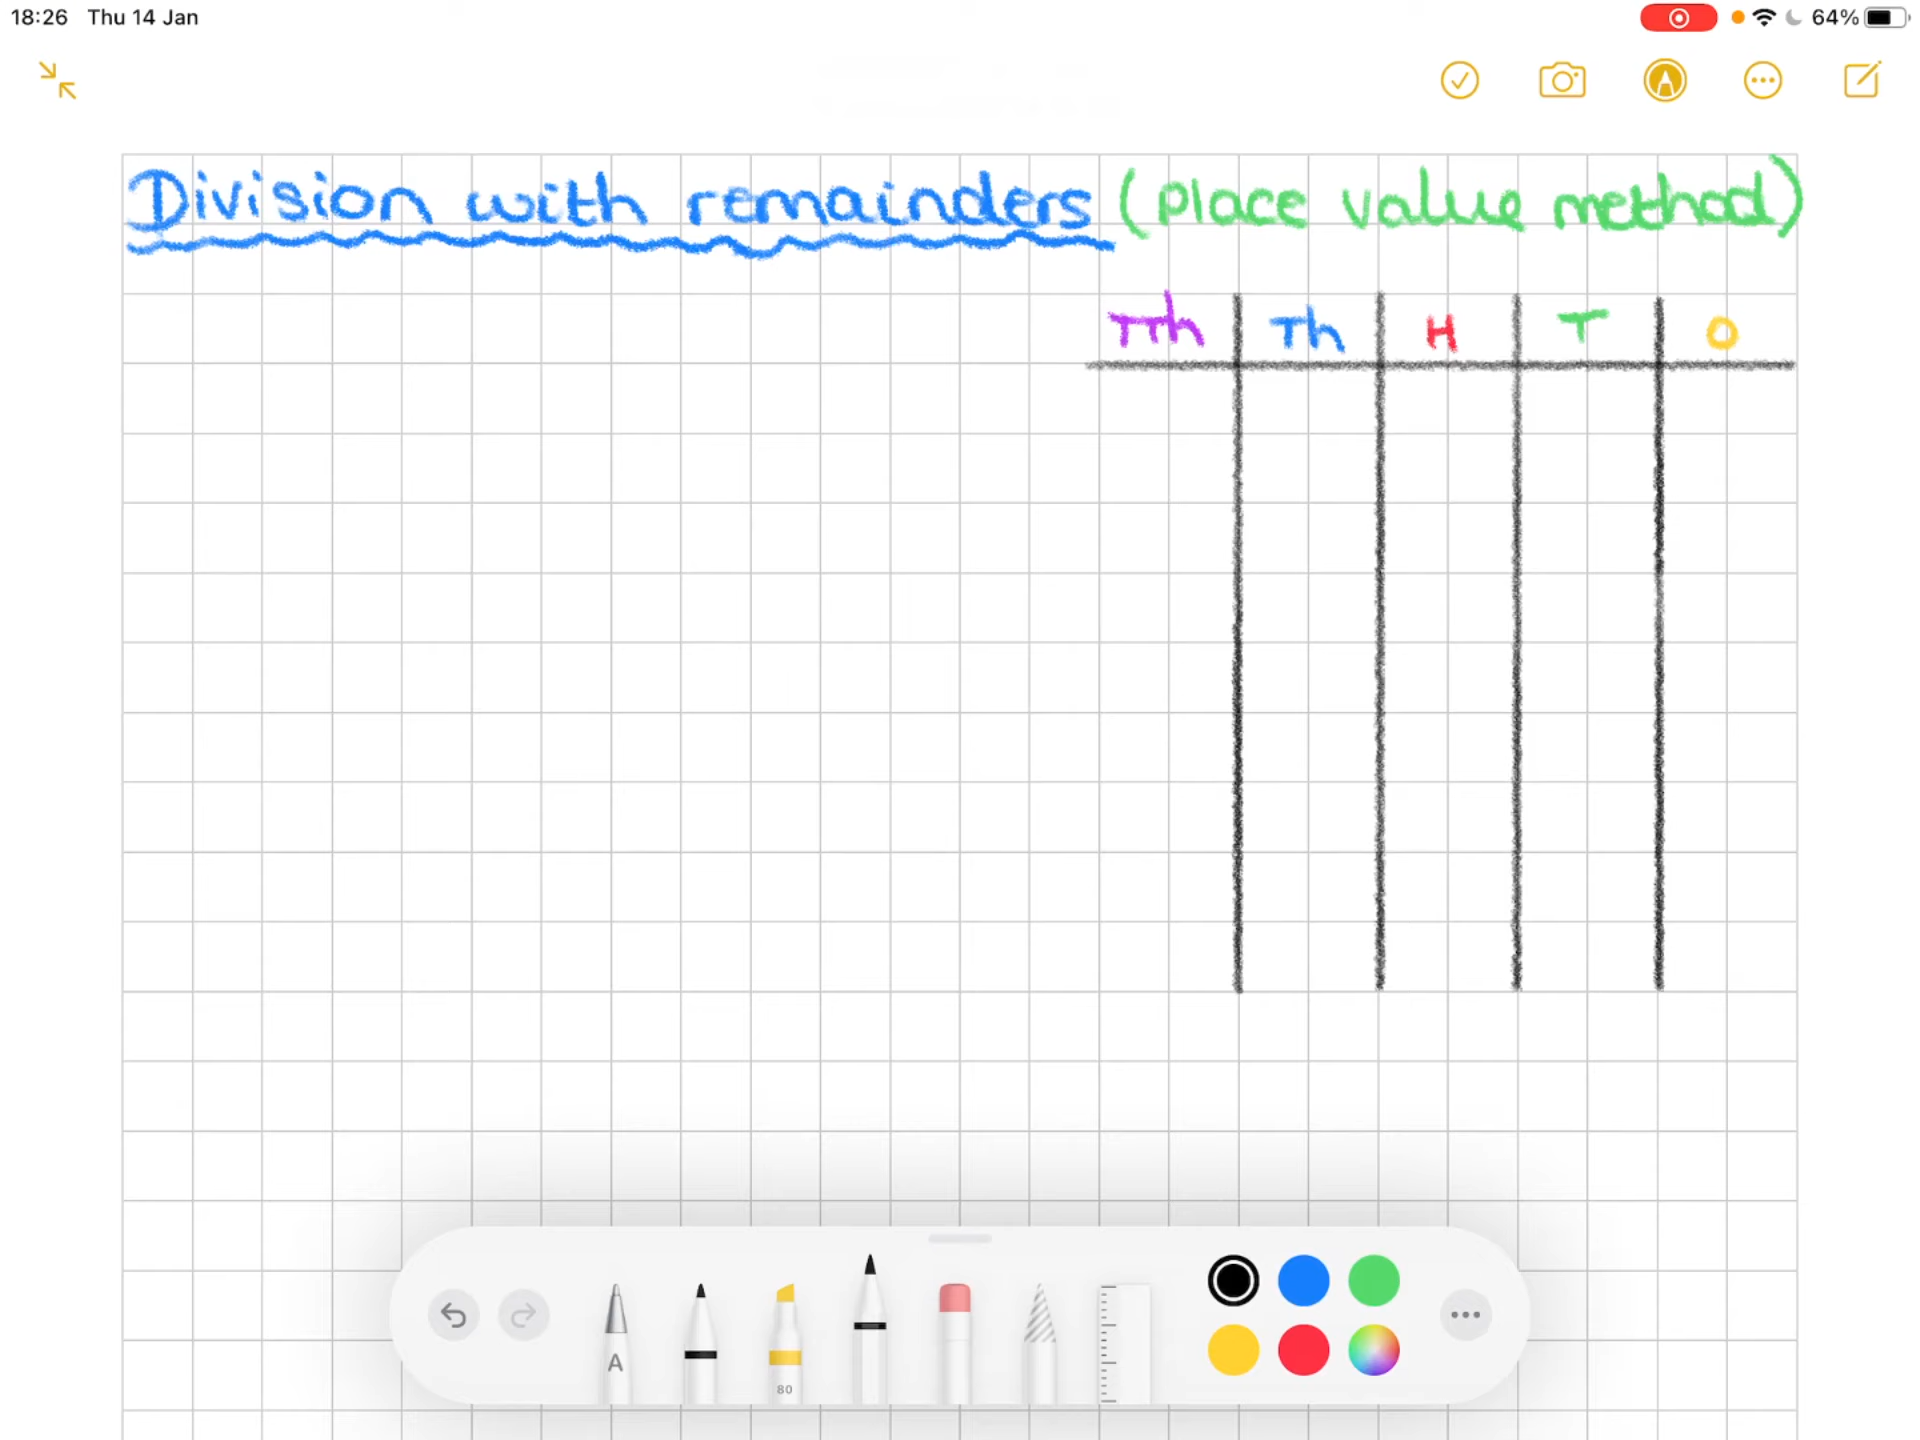 18:26 Thu 14 Jan 64%
Division with remainders (place value method)
TTh Th H T O
A
80